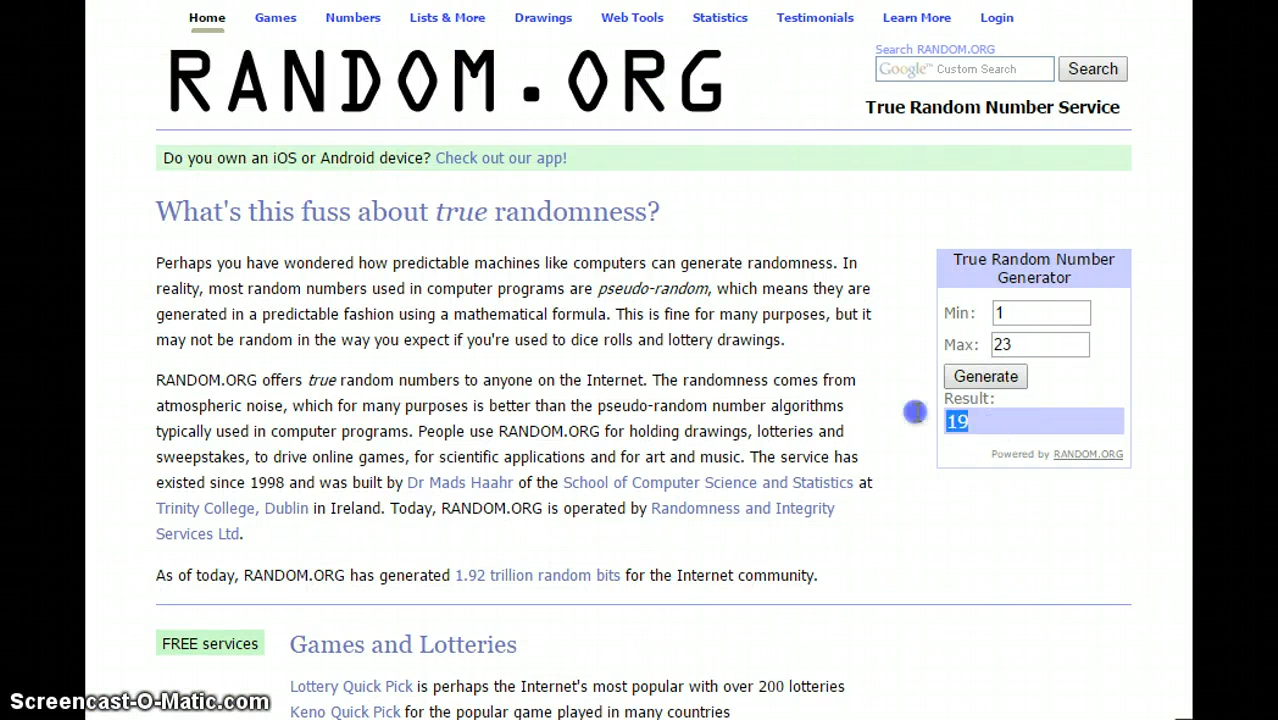 Home Games Numbers Lists & More Drawings Web Tools Statistics Testimonials Learn More Login
RANDOM.ORG
Search RANDOM.ORG
Google™ Custom Search Search
True Random Number Service
Do you own an iOS or Android device? Check out our app!
What's this fuss about true randomness?
Perhaps you have wondered how predictable machines like computers can generate randomness. In
reality, most random numbers used in computer programs are pseudo-random, which means they are
generated in a predictable fashion using a mathematical formula. This is fine for many purposes, but it
may not be random in the way you expect if you're used to dice rolls and lottery drawings.
RANDOM.ORG offers true random numbers to anyone on the Internet. The randomness comes from
atmospheric noise, which for many purposes is better than the pseudo-random number algorithms
typically used in computer programs. People use RANDOM.ORG for holding drawings, lotteries and
sweepstakes, to drive online games, for scientific applications and for art and music. The service has
existed since 1998 and was built by Dr Mads Haahr of the School of Computer Science and Statistics at
Trinity College, Dublin in Ireland. Today, RANDOM.ORG is operated by Randomness and Integrity
Services Ltd.
As of today, RANDOM.ORG has generated 1.92 trillion random bits for the Internet community.
True Random Number
Generator
Min: 1
Max: 23
Generate
Result:
19
Powered by RANDOM.ORG
FREE services
Games and Lotteries
Lottery Quick Pick is perhaps the Internet's most popular with over 200 lotteries
Keno Quick Pick for the popular game played in many countries
Screencast-O-Matic.com